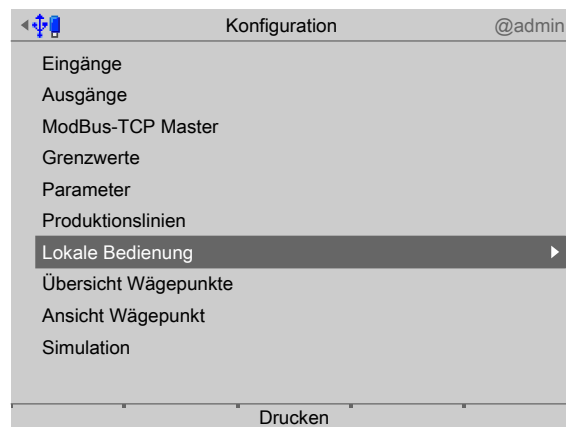 Konfiguration @admin
Eingänge
Ausgänge
ModBus-TCP Master
Grenzwerte
Parameter
Produktionslinien
Lokale Bedienung
Übersicht Wägepunkte
Ansicht Wägepunkt
Simulation
Drucken